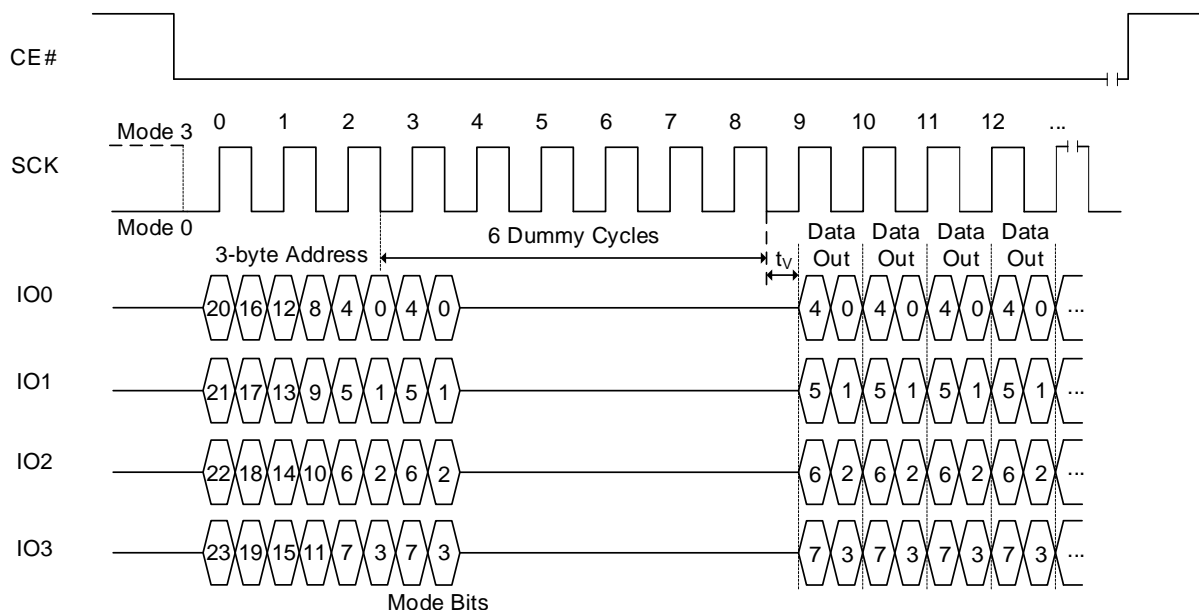 CE#
0 1 2 3 4 5 6 7 8 9 10 11 12 ...
Mode 3
SCK
Mode 0
6 Dummy Cycles
Data Data Data Data
3-byte Address
tV
Out Out Out Out
IO0
20 16 12 8 4 0 4 0 4 0 4 0 4 0 4 0 ...
IO1
21 17 13 9 5 1 5 1 5 1 5 1 5 1 5 1 ...
IO2
22 18 14 10 6 2 6 2 6 2 6 2 6 2 6 2 ...
IO3
23 19 15 11 7 3 7 3 7 3 7 3 7 3 7 3 ...
Mode Bits